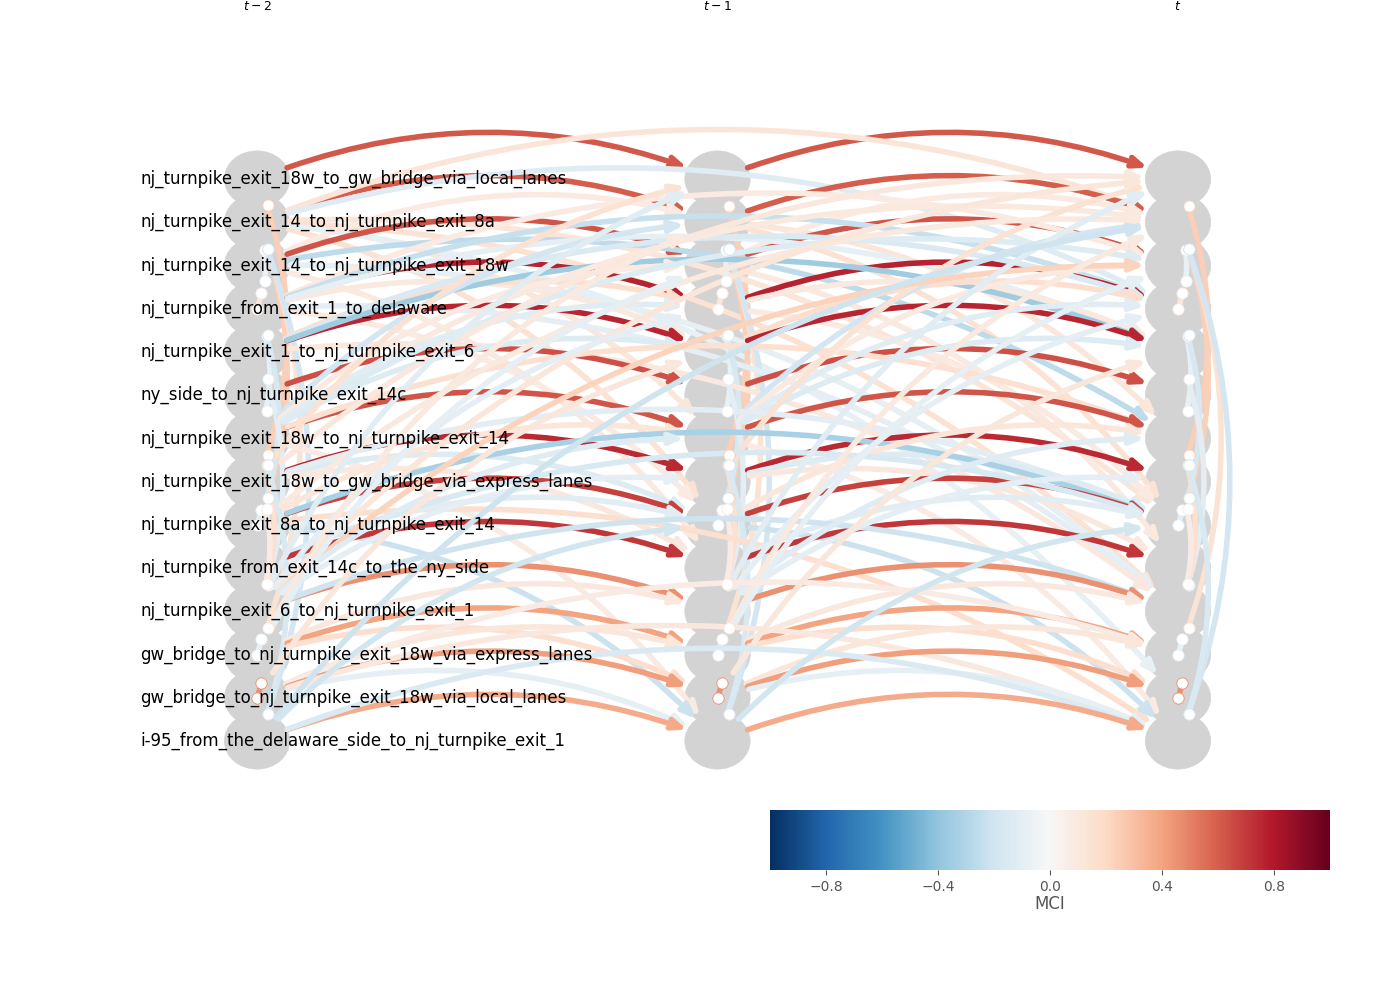 t − 2 t − 1 t
nj_turnpike_exit_18w_to_gw_bridge_via_local_lanes
nj_turnpike_exit_14_to_nj_turnpike_exit_8a
nj_turnpike_exit_14_to_nj_turnpike_exit_18w
nj_turnpike_from_exit_1_to_delaware
nj_turnpike_exit_1_to_nj_turnpike_exit_6
ny_side_to_nj_turnpike_exit_14c
nj_turnpike_exit_18w_to_nj_turnpike_exit_14
nj_turnpike_exit_18w_to_gw_bridge_via_express_lanes
nj_turnpike_exit_8a_to_nj_turnpike_exit_14
nj_turnpike_from_exit_14c_to_the_ny_side
nj_turnpike_exit_6_to_nj_turnpike_exit_1
gw_bridge_to_nj_turnpike_exit_18w_via_express_lanes
gw_bridge_to_nj_turnpike_exit_18w_via_local_lanes
i-95_from_the_delaware_side_to_nj_turnpike_exit_1
−0.8 −0.4 0.0 0.4 0.8
MCI